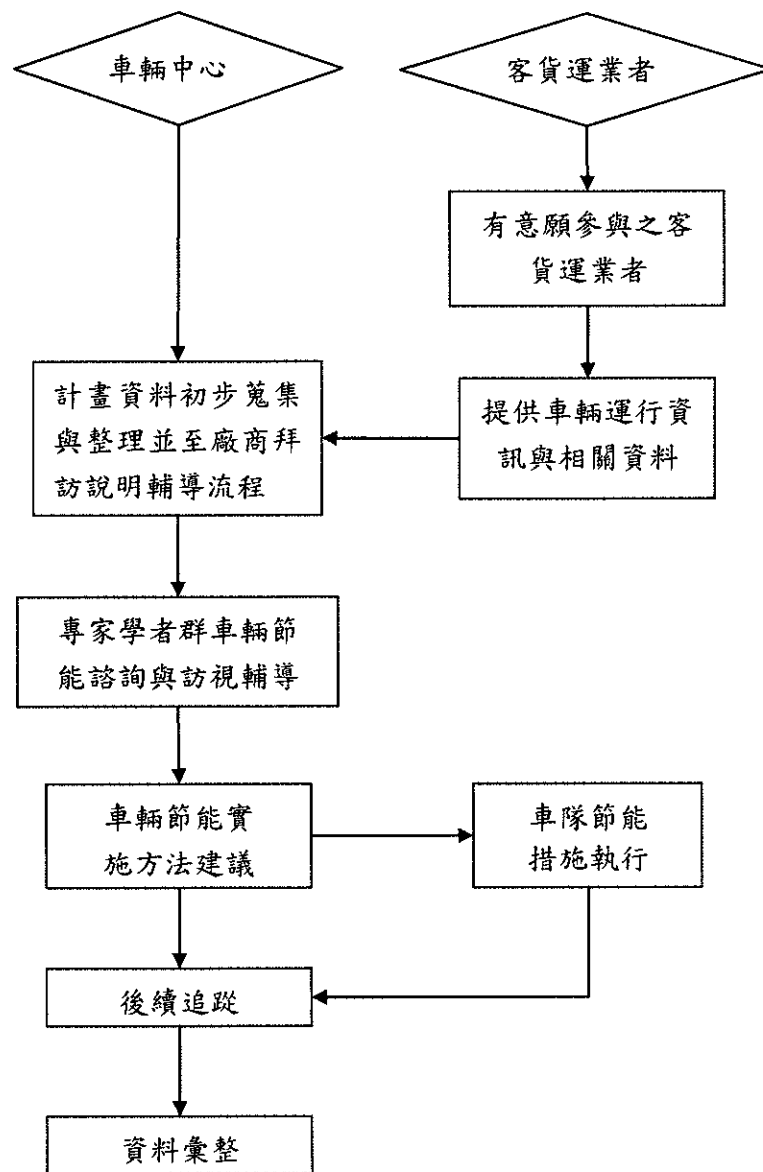 車輛中心
客貨運業者
有意願參與之客
貨運業者
計畫資料初步蒐集
與整理並至廠商拜
訪說明輔導流程
提供車輛運行資
訊與相關資料
專家學者群車輛節
能諮詢與訪視輔導
車輛節能實
施方法建議
車隊節能
措施執行
後續追蹤
資料彙整